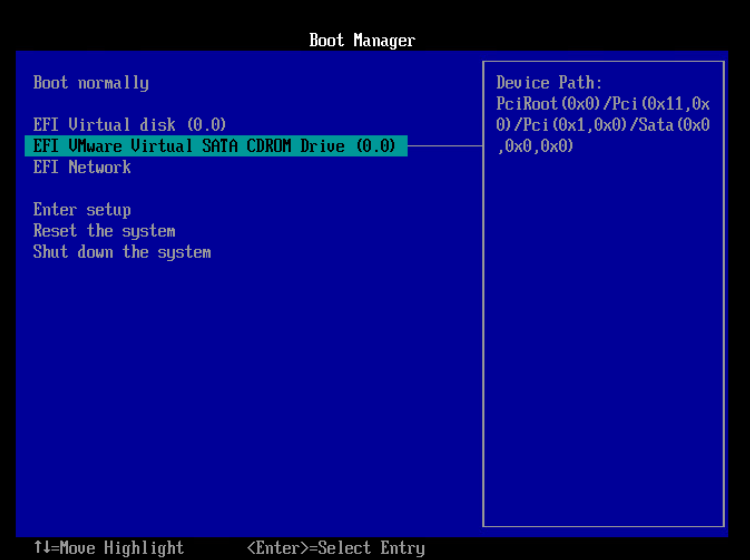 Boot Manager
Boot normally
EFI Virtual disk (0.0)
EFI VMware Virtual SATA CDROM Drive (0.0)
EFI Network
Enter setup
Reset the system
Shut down the system
Device Path:
PciRoot(0x0)/Pci(0x11,0x
0)/Pci(0x1,0x0)/Sata(0x0
,0x0,0x0)
↑↓=Move Highlight <Enter>=Select Entry